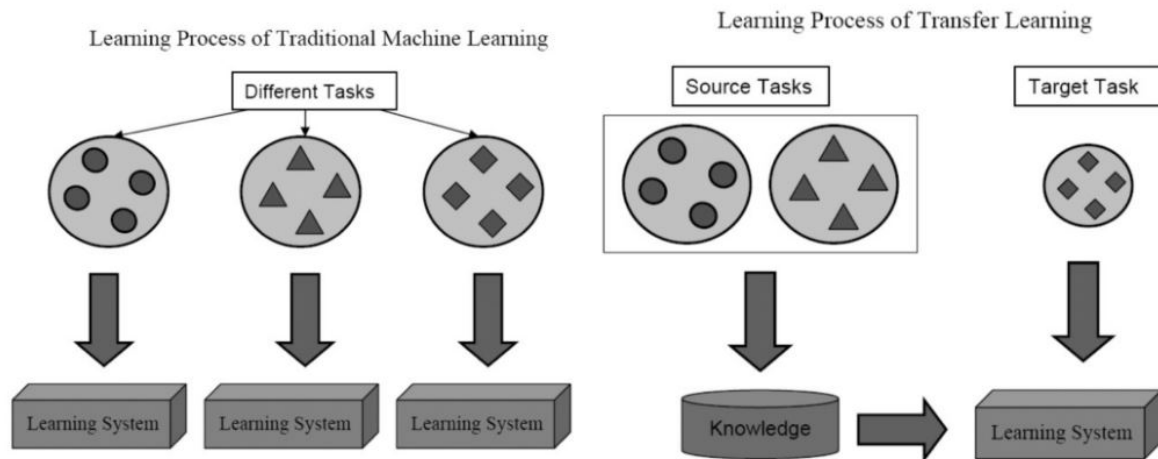 Learning Process of Traditional Machine Learning
Different Tasks
Learning System
Learning System
Learning System
Learning Process of Transfer Learning
Source Tasks
Target Task
Knowledge
Learning System